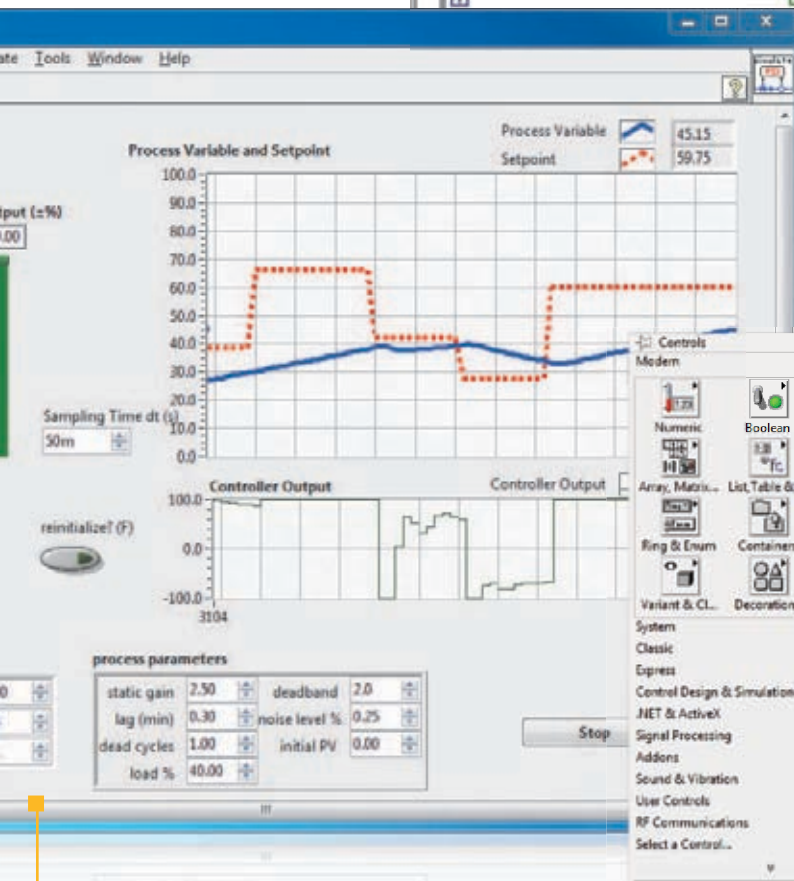 Tools Window Help
Process Variable 45.15
Setpoint 59.75
Process Variable and Setpoint
100.0
90.0
80.0
70.0
60.0
50.0
40.0
30.0
20.0
10.0
0.0
(±%)
Sampling Time dt (s)
50m
Controls
Modern
Numeric Boolean
Array, Matrix... List, Table &
Ring & Enum Container
Variant & Cl... Decoration
System
Classic
Express
Control Design & Simulation
.NET & ActiveX
Signal Processing
Addons
Sound & Vibration
User Controls
RF Communications
Select a Control...
Controller Output Controller Output
100.0
0.0
-100.0
3104
reinitialize? (F)
process parameters
static gain 2.50 deadband 2.0
lag (min) 0.30 noise level % 0.25
dead cycles 1.00 initial PV 0.00
load % 40.00
Stop